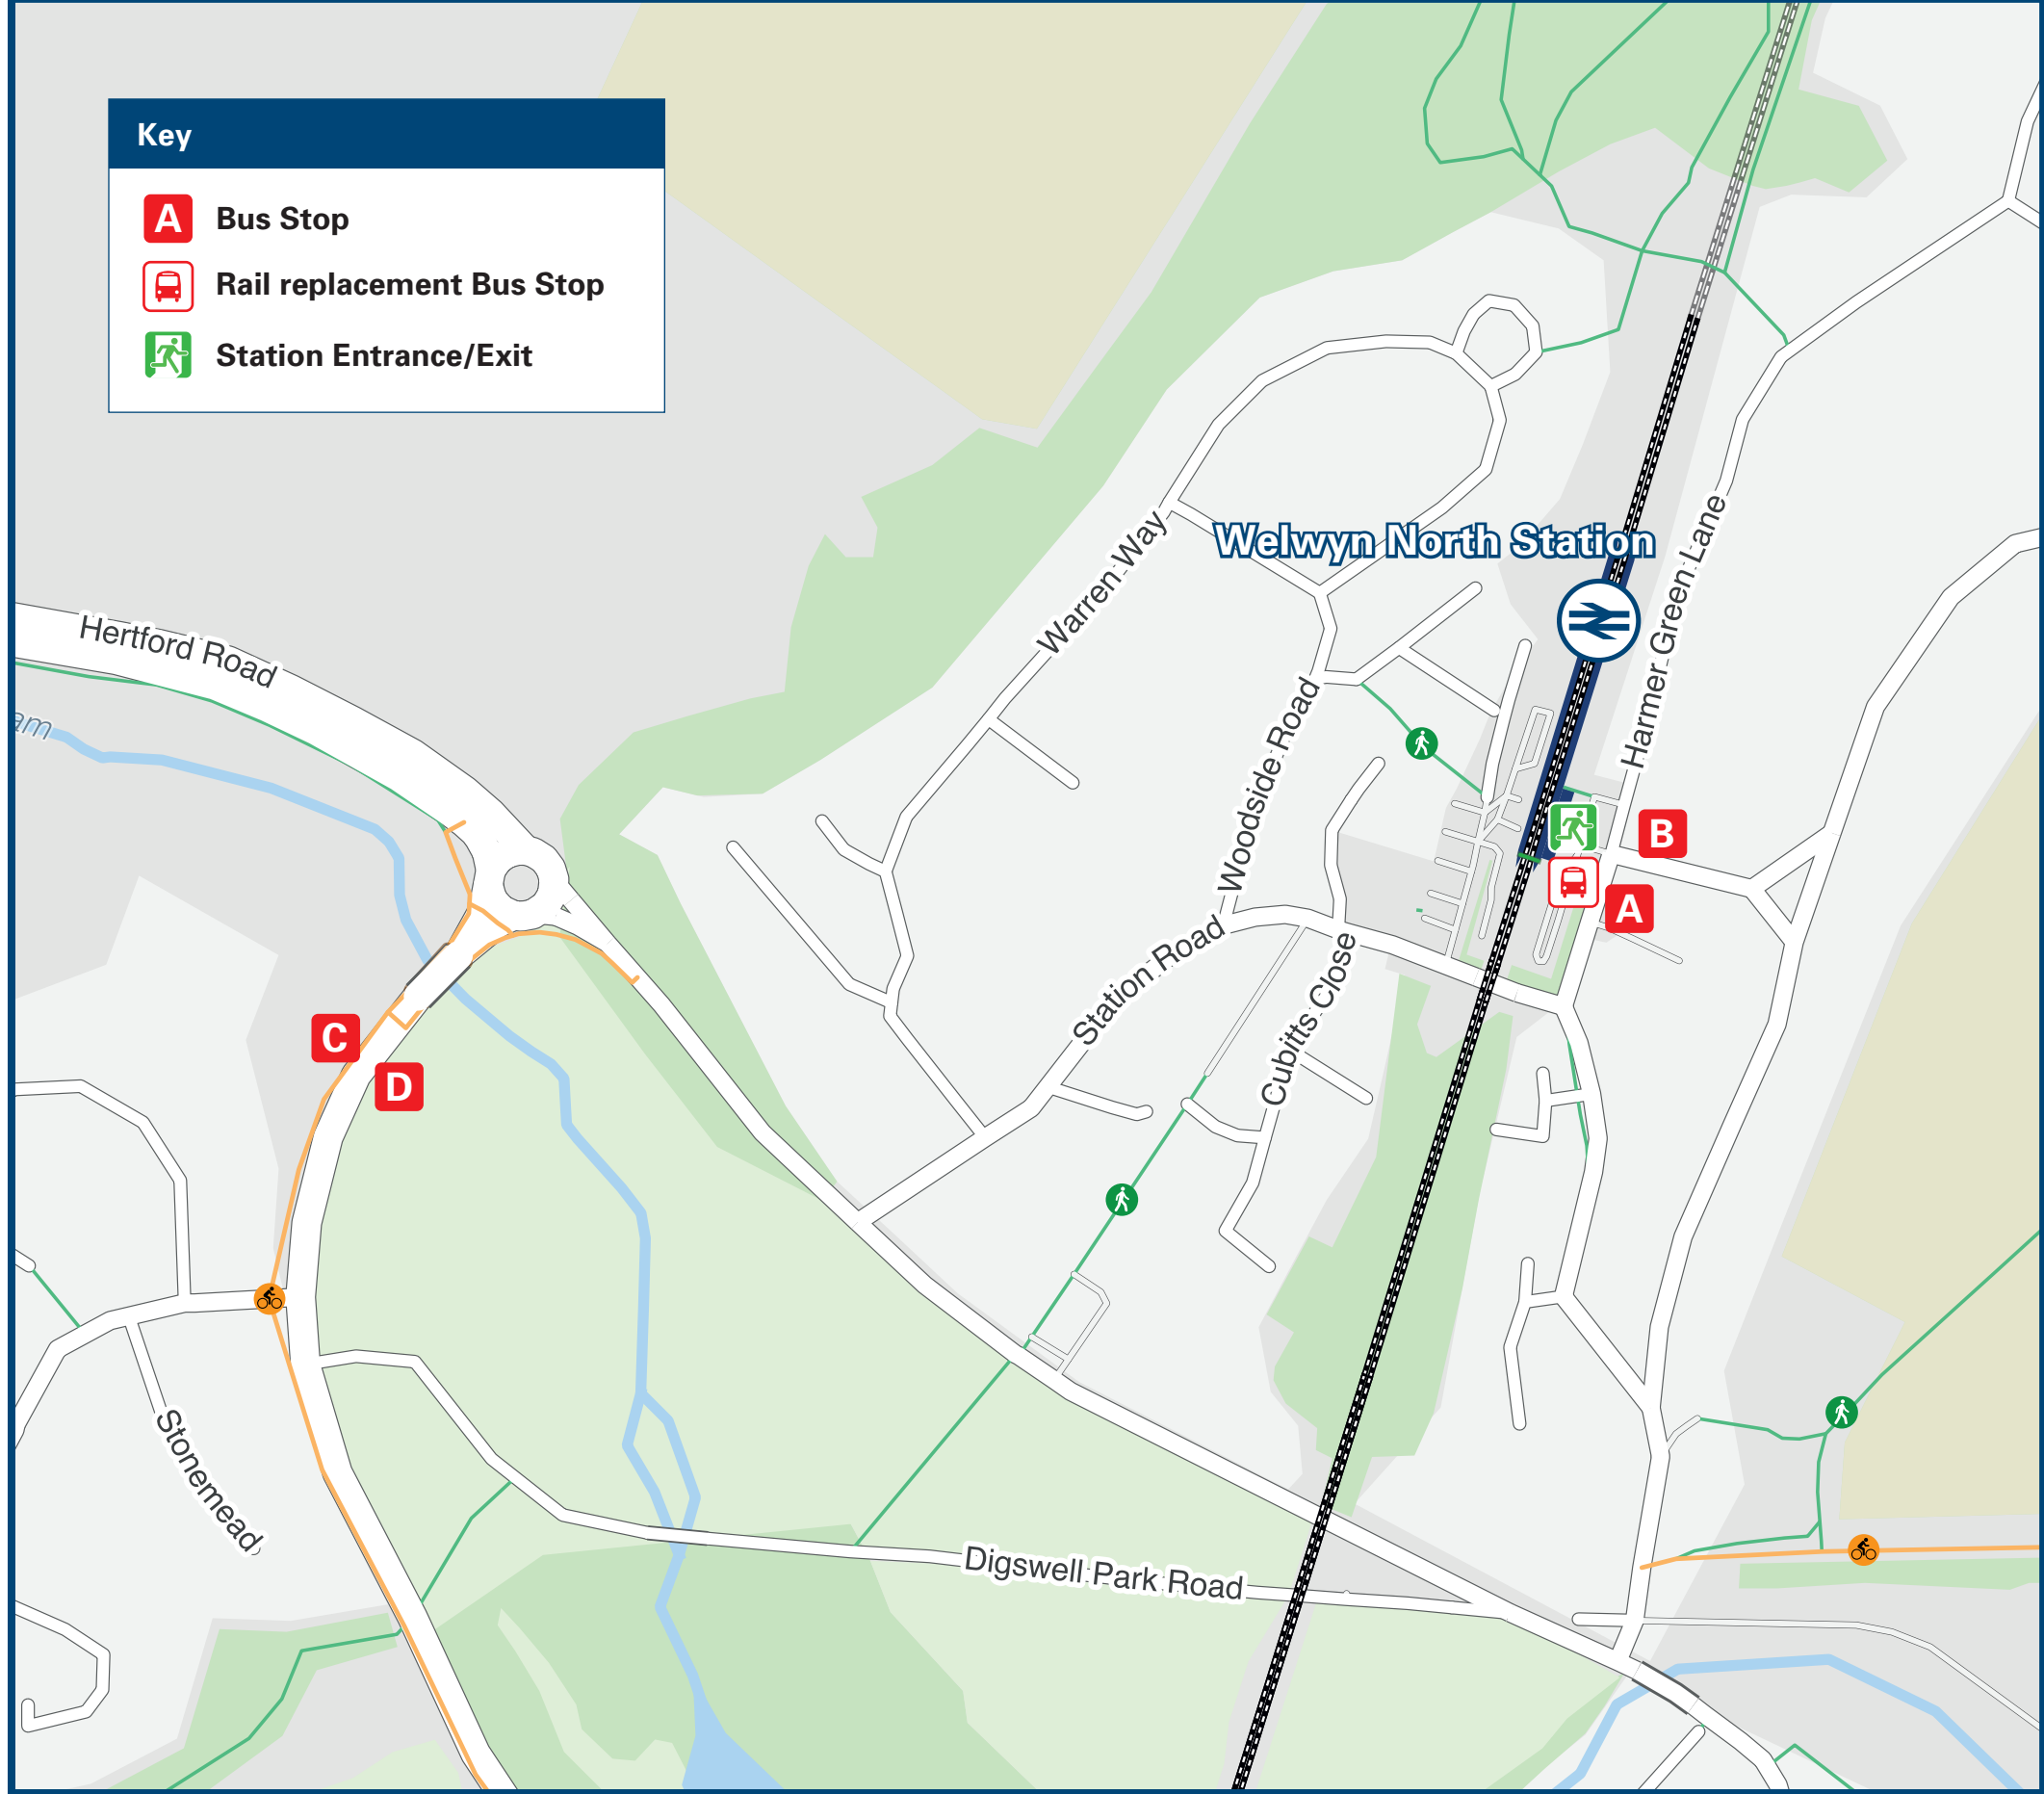 Key
A Bus Stop
Rail replacement Bus Stop
Station Entrance/Exit
Welwyn North Station
Warren Way
Harmer Green Lane
Hertford Road
am
Woodside Road
B
A
Station Road
Cubitts Close
C
D
Stonemead
Digswell Park Road